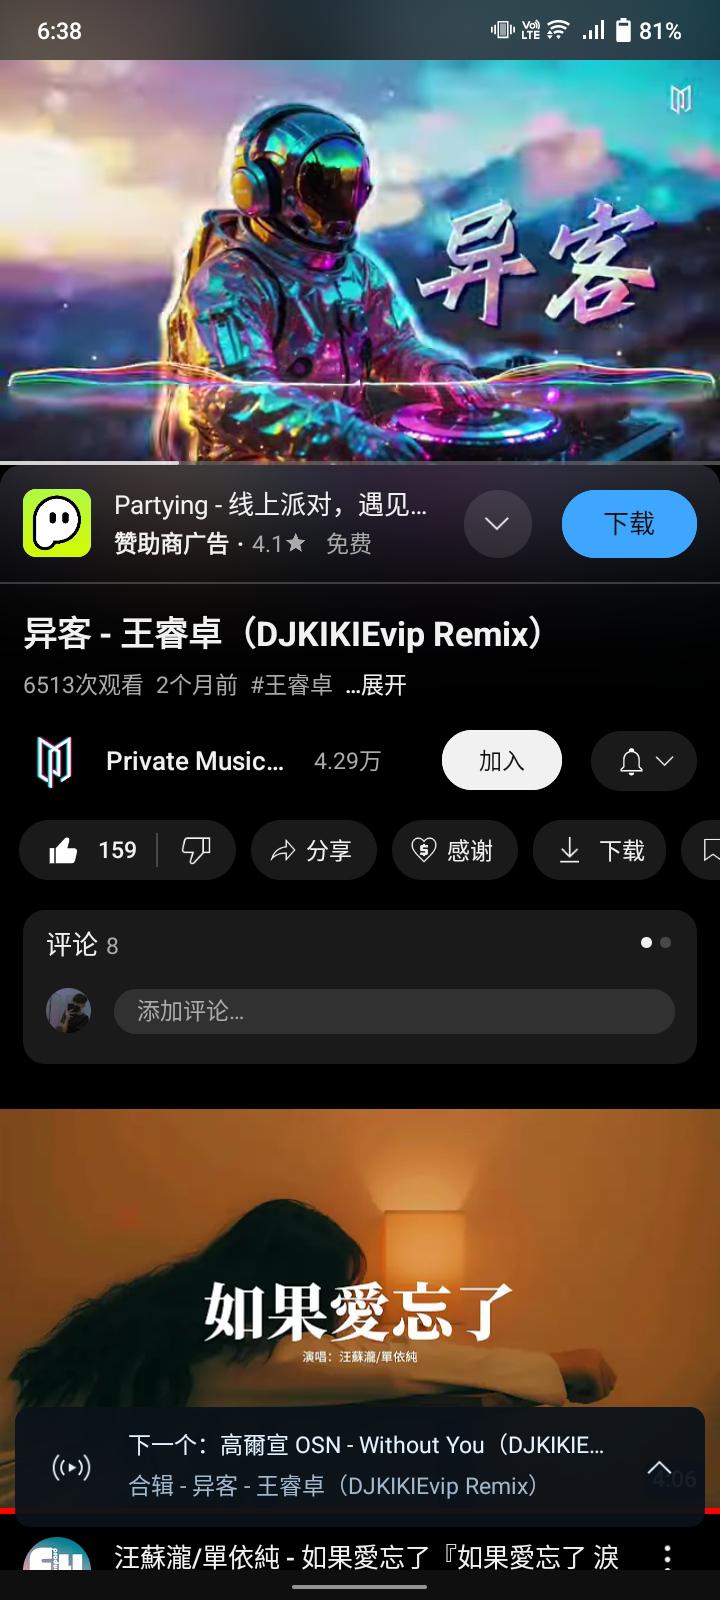 6:38
Vo) LTE 81%
异客
Partying - 线上派对，遇见...
下载
赞助商广告 · 4.1★ 免费
异客 - 王睿卓（DJKIKIEvip Remix）
6513次观看 2个月前 #王睿卓 ...展开
Private Music... 4.29万
加入
159
分享
感谢
下载
评论 8
添加评论...
如果愛忘了
演唱：汪蘇瀧/單依純
下一个：高爾宣 OSN - Without You（DJKIKIE...
合辑 - 异客 - 王睿卓（DJKIKIEvip Remix）
4:06
汪蘇瀧/單依純 - 如果愛忘了『如果愛忘了 淚